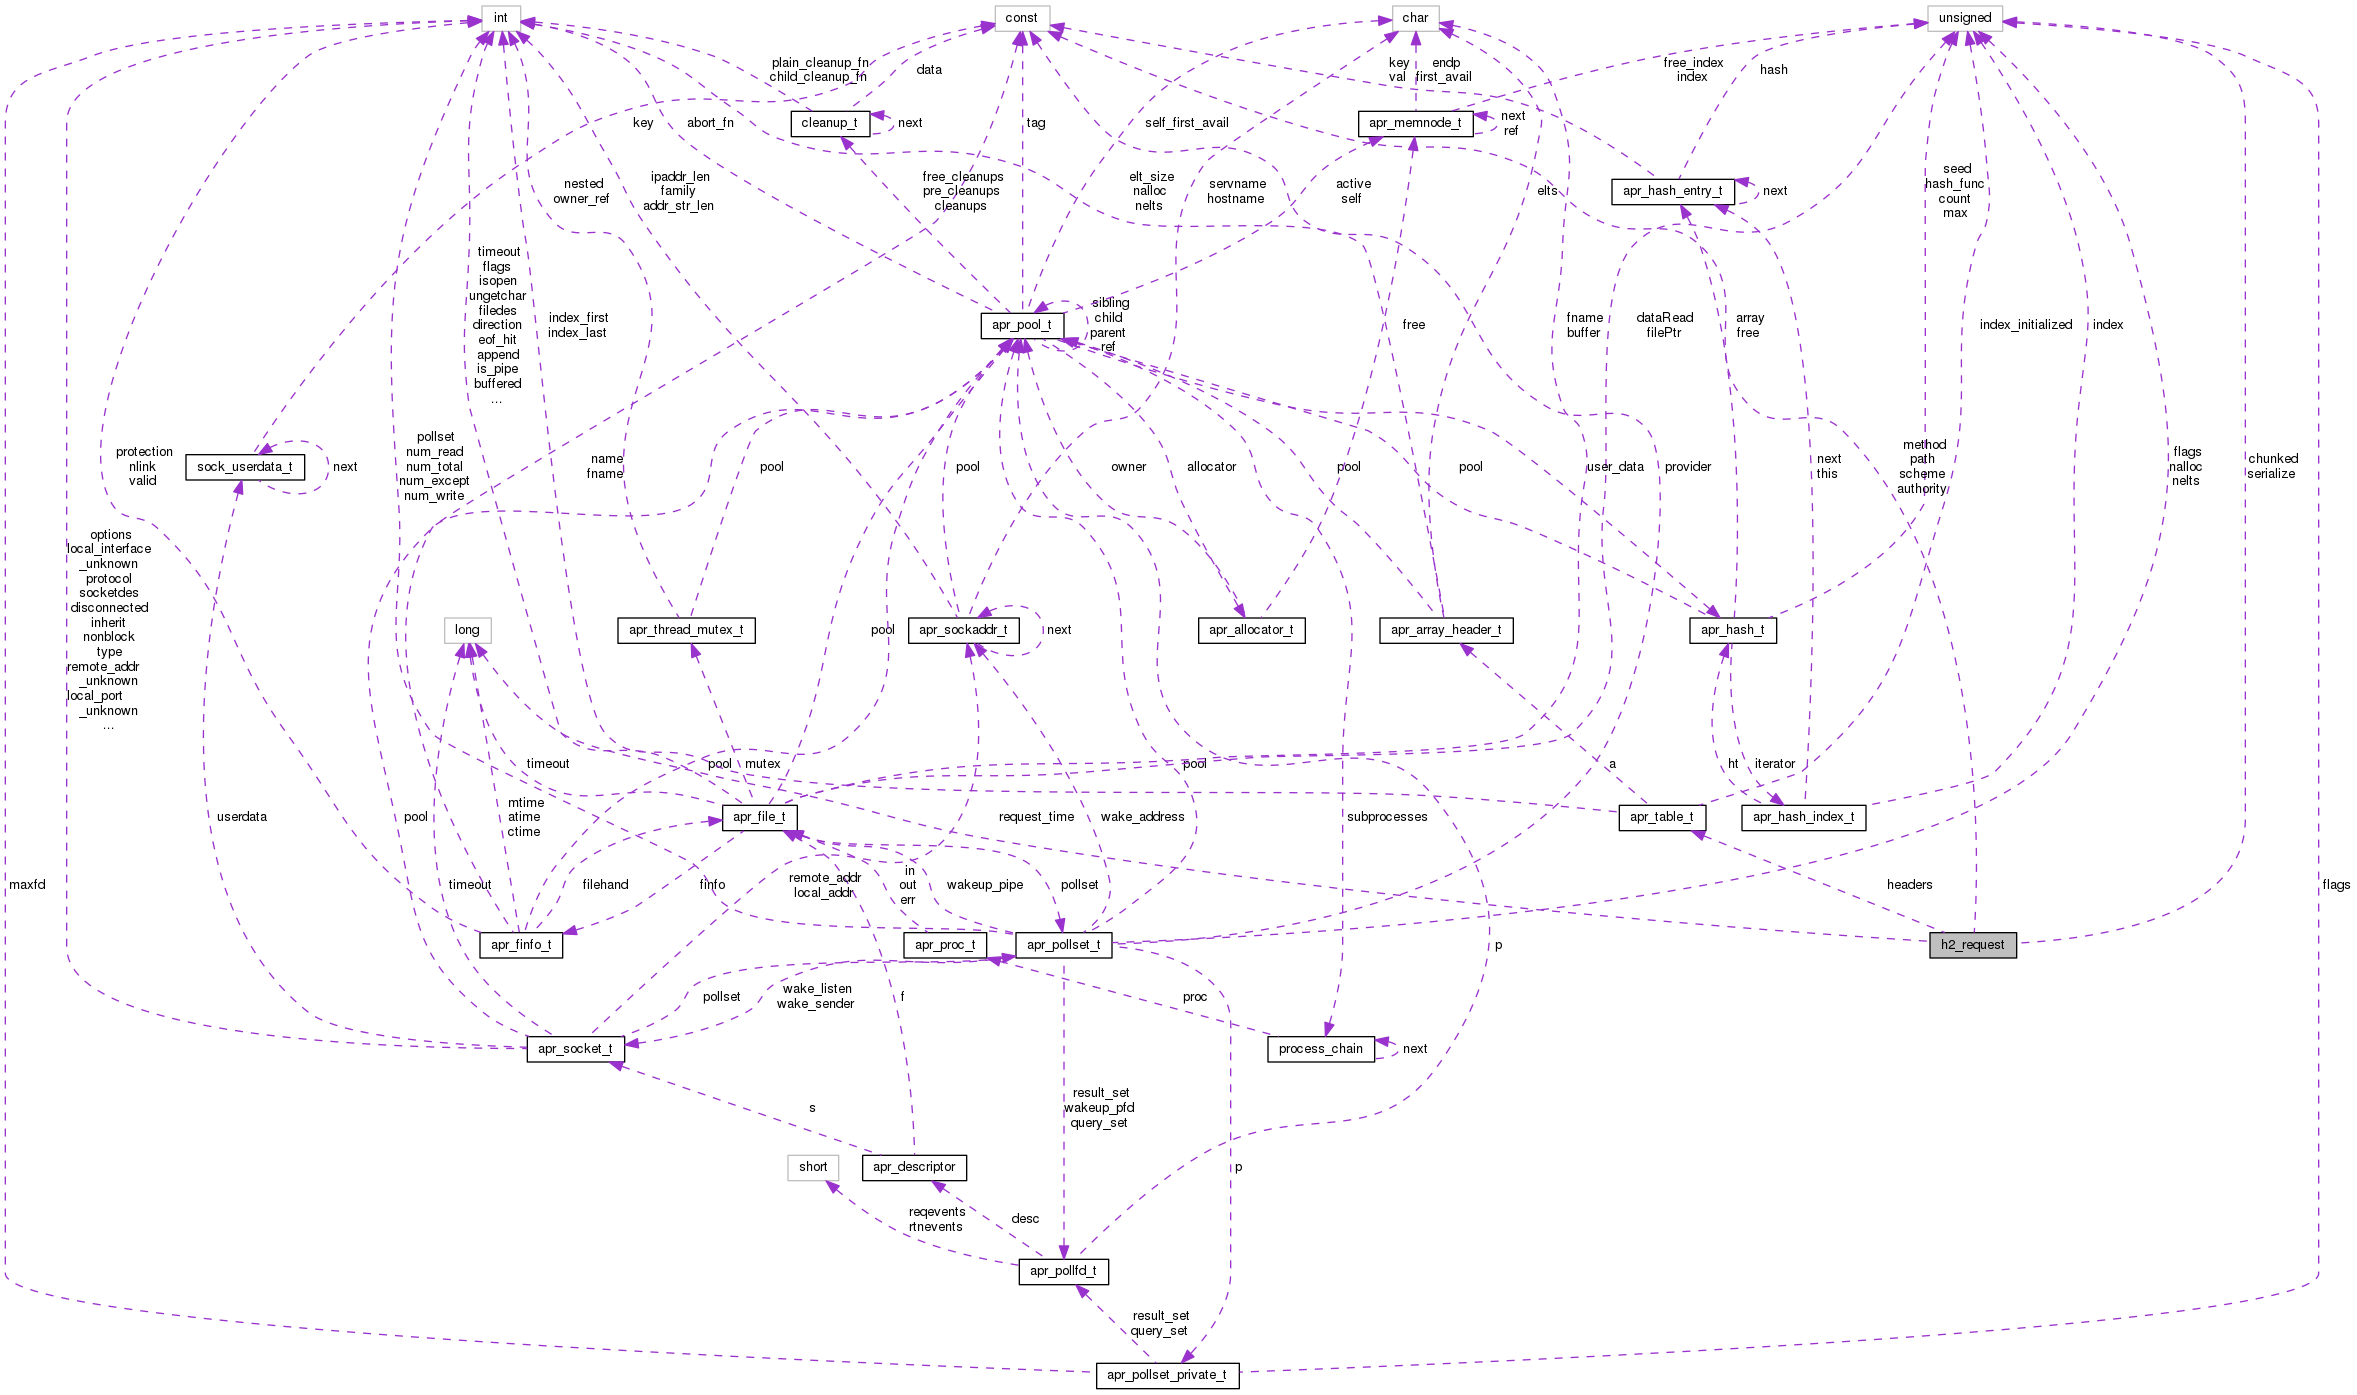 int
const
char
unsigned
plain_cleanup_fn
child_cleanup_fn
data
key
val
endp
first_avail
free_index
index
hash
key
abort_fn
cleanup_t
next
tag
self_first_avail
apr_memnode_t
next
ref
nested
owner_ref
ipaddr_len
family
addr_str_len
free_cleanups
pre_cleanups
cleanups
elt_size
nalloc
nelts
servname
hostname
active
self
elts
apr_hash_entry_t
next
seed
hash_func
count
max
timeout
flags
isopen
ungetchar
filedes
direction
eof_hit
append
is_pipe
buffered
...
index_first
index_last
apr_pool_t
sibling
child
parent
ref
free
fname
buffer
dataRead
filePtr
array
free
index_initialized
index
protection
nlink
valid
sock_userdata_t
next
pollset
num_read
num_total
num_except
num_write
name
fname
pool
pool
owner
allocator
pool
pool
user_data
provider
next
this
method
path
scheme
authority
flags
nalloc
nelts
chunked
serialize
options
local_interface
_unknown
protocol
socketdes
disconnected
inherit
nonblock
type
remote_addr
_unknown
local_port
_unknown
...
long
apr_thread_mutex_t
pool
apr_sockaddr_t
next
apr_allocator_t
apr_array_header_t
apr_hash_t
timeout
pool
mutex
pool
a
ht
iterator
userdata
pool
mtime
atime
ctime
apr_file_t
request_time
wake_address
subprocesses
apr_table_t
apr_hash_index_t
maxfd
timeout
filehand
finfo
remote_addr
local_addr
in
out
err
wakeup_pipe
pollset
headers
flags
apr_finfo_t
apr_proc_t
apr_pollset_t
p
h2_request
pollset
wake_listen
wake_sender
f
proc
apr_socket_t
process_chain
next
s
result_set
wakeup_pfd
query_set
short
apr_descriptor
p
reqevents
rtnevents
desc
apr_pollfd_t
result_set
query_set
apr_pollset_private_t